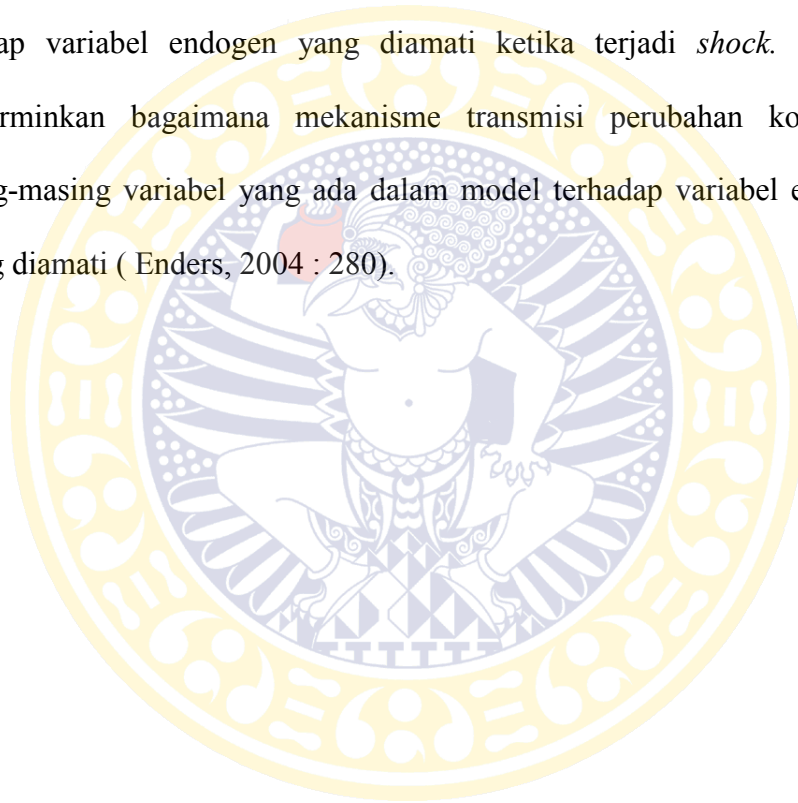 ap variabel endogen yang diamati ketika terjadi shock.
rminkan bagaimana mekanisme transmisi perubahan ko
g-masing variabel yang ada dalam model terhadap variabel e
g diamati ( Enders, 2004 : 280).